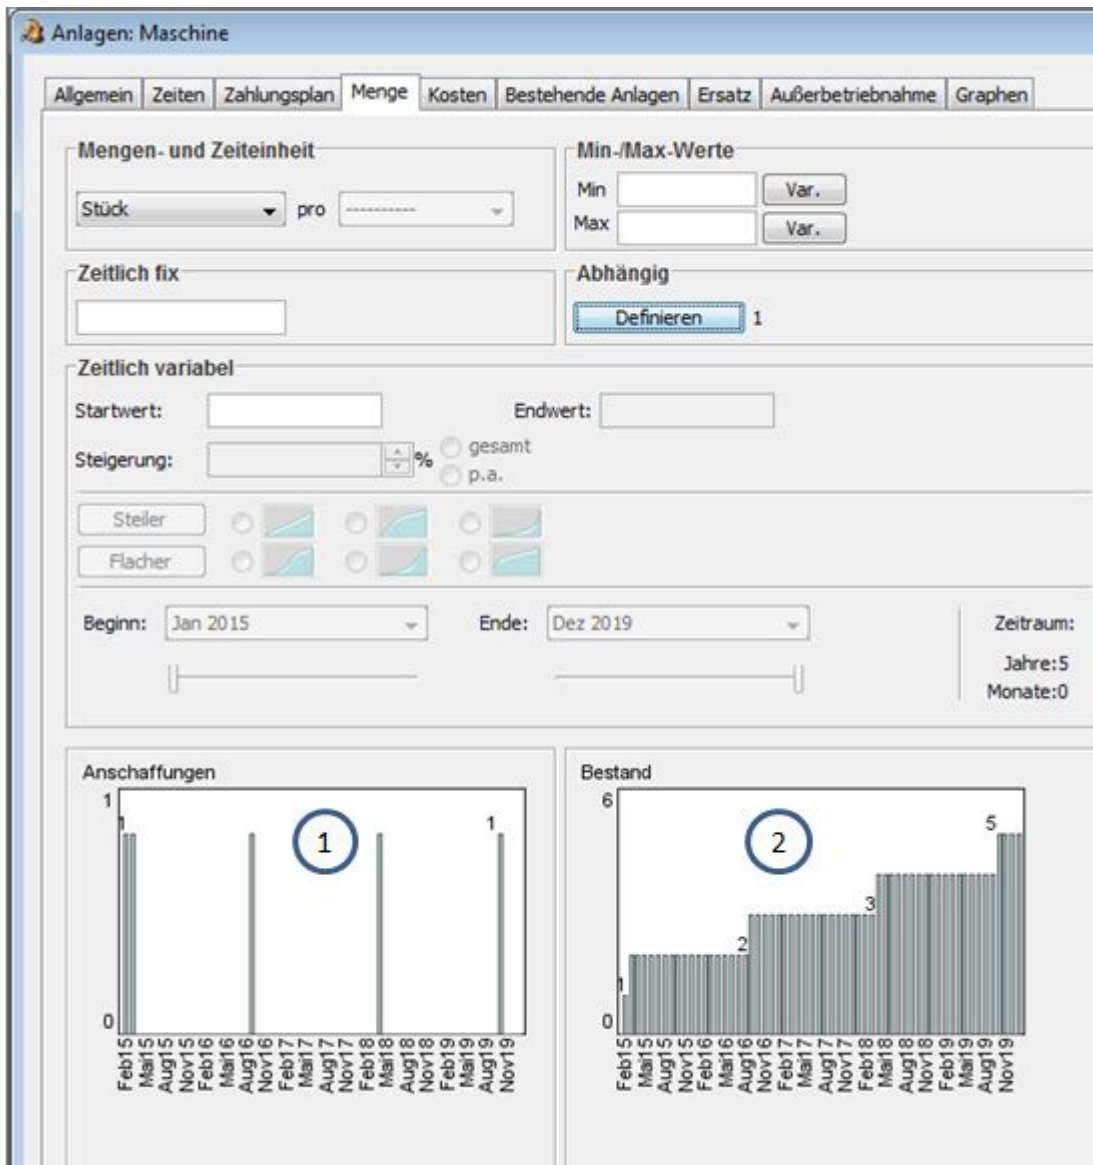 Anlagen: Maschine
Allgemein Zeiten Zahlungsplan Menge Kosten Bestehende Anlagen Ersatz Außerbetriebnahme Graphen
Mengen- und Zeiteinheit
Stück pro ----------
Min-/Max-Werte
Min Var.
Max Var.
Zeitlich fix
Abhängig
Definieren 1
Zeitlich variabel
Startwert: Endwert:
Steigerung: % gesamt
p.a.
Steiler
Flacher
Beginn: Jan 2015 Ende: Dez 2019 Zeitraum:
Jahre:5
Monate:0
Anschaffungen
1
1 1 1
0
Feb15 Mai15 Aug15 Nov15 Feb16 Mai16 Aug16 Nov16 Feb17 Mai17 Aug17 Nov17 Feb18 Mai18 Aug18 Nov18 Feb19 Mai19 Aug19 Nov19
Bestand
6
2 5
3
2
1
0
Feb15 Mai15 Aug15 Nov15 Feb16 Mai16 Aug16 Nov16 Feb17 Mai17 Aug17 Nov17 Feb18 Mai18 Aug18 Nov18 Feb19 Mai19 Aug19 Nov19